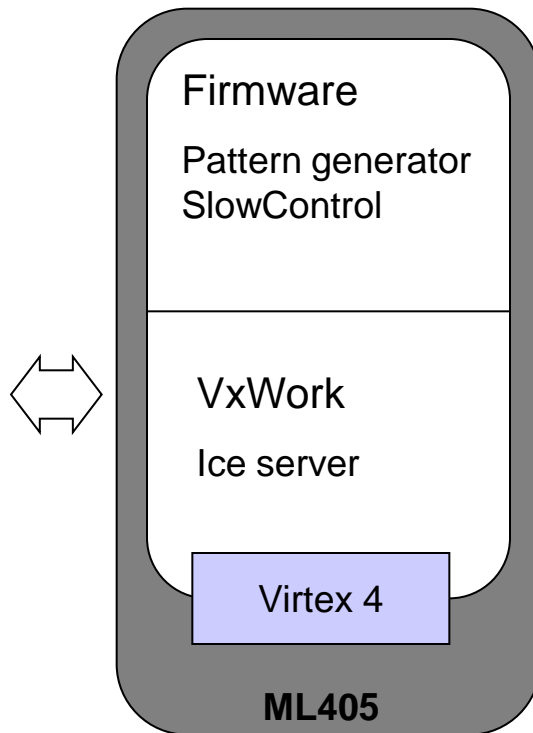 Firmware
Pattern generator
SlowControl
VxWork
Ice server
Virtex 4
ML405